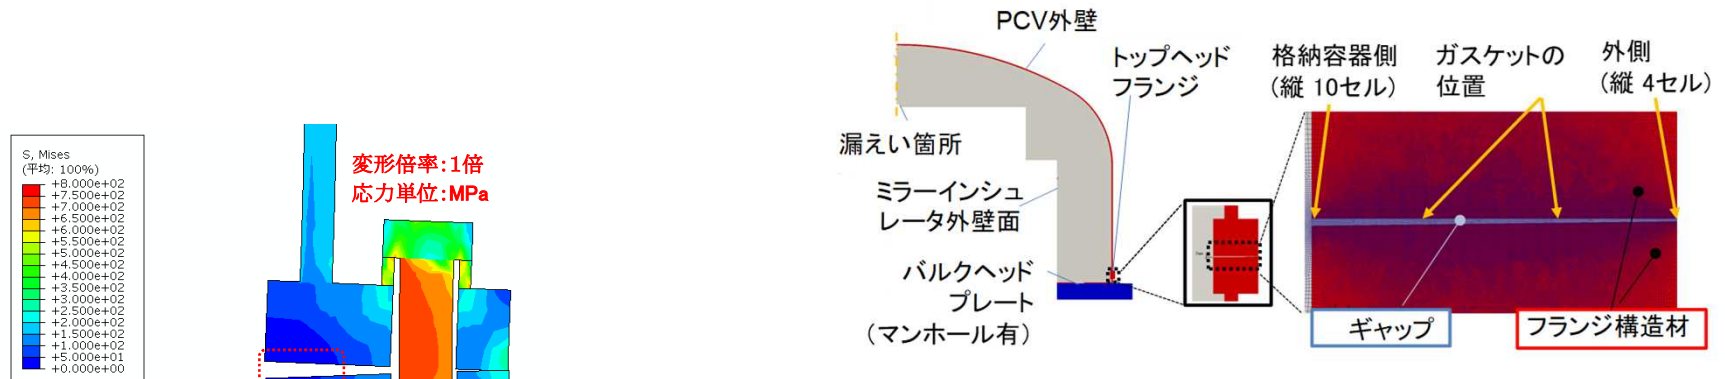 S, Mises
(平均: 100%)
+8.000e+02
+7.500e+02
+7.000e+02
+6.500e+02
+6.000e+02
+5.500e+02
+5.000e+02
+4.500e+02
+4.000e+02
+3.500e+02
+3.000e+02
+2.500e+02
+2.000e+02
+1.500e+02
+1.000e+02
+5.000e+01
+0.000e+00
変形倍率:1倍
応力単位:MPa
PCV外壁
トップヘッド
フランジ
漏えい箇所
ミラーインシュ
レータ外壁面
バルクヘッド
プレート
(マンホール有)
格納容器側
(縦 10セル)
ガスケットの
位置
外側
(縦 4セル)
ギャップ
フランジ構造材